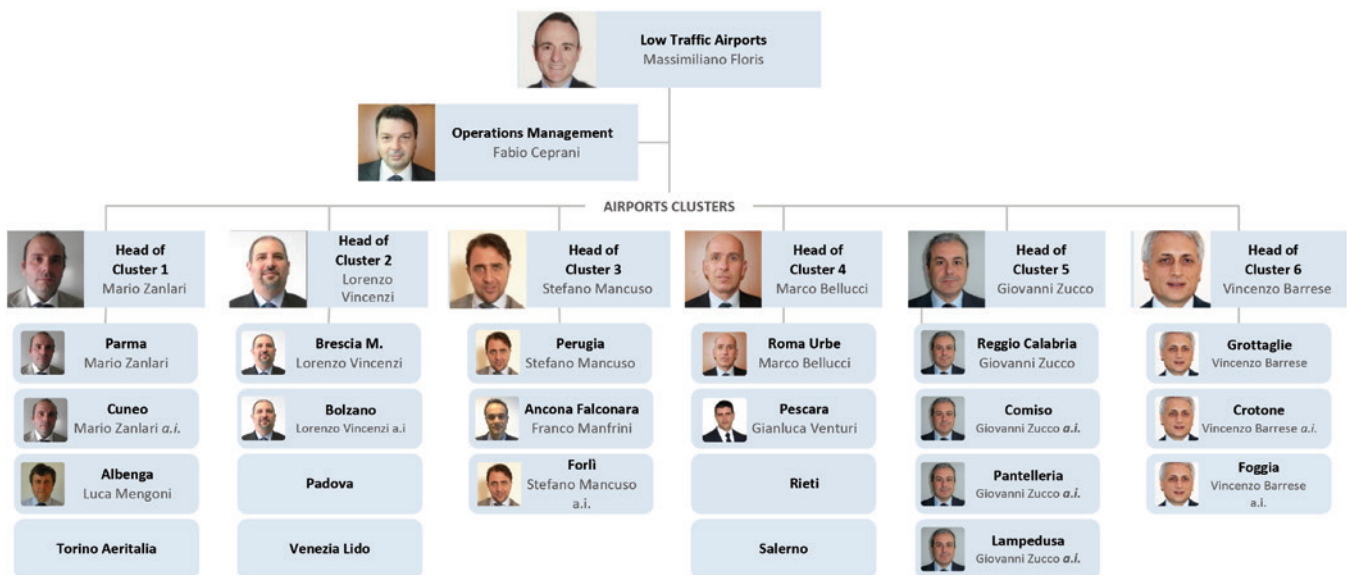 Low Traffic Airports
Massimiliano Floris
Operations Management
Fabio Ceprani
AIRPORTS CLUSTERS
Head of
Cluster 1
Mario Zanlari
Head of
Cluster 2
Lorenzo
Vincenzi
Head of
Cluster 3
Stefano Mancuso
Head of
Cluster 4
Marco Bellucci
Head of
Cluster 5
Giovanni Zucco
Head of
Cluster 6
Vincenzo Barrese
Parma
Mario Zanlari
Cuneo
Mario Zanlari a.i.
Albenga
Luca Mengoni
Torino Aeritalia
Brescia M.
Lorenzo Vincenzi
Bolzano
Lorenzo Vincenzi a.i
Padova
Venezia Lido
Perugia
Stefano Mancuso
Ancona Falconara
Franco Manfrini
Forlì
Stefano Mancuso
a.i.
Roma Urbe
Marco Bellucci
Pescara
Gianluca Venturi
Rieti
Salerno
Reggio Calabria
Giovanni Zucco
Comiso
Giovanni Zucco a.i.
Pantelleria
Giovanni Zucco a.i.
Lampedusa
Giovanni Zucco a.i.
Grottaglie
Vincenzo Barrese
Crotone
Vincenzo Barrese a.i.
Foggia
Vincenzo Barrese
a.i.